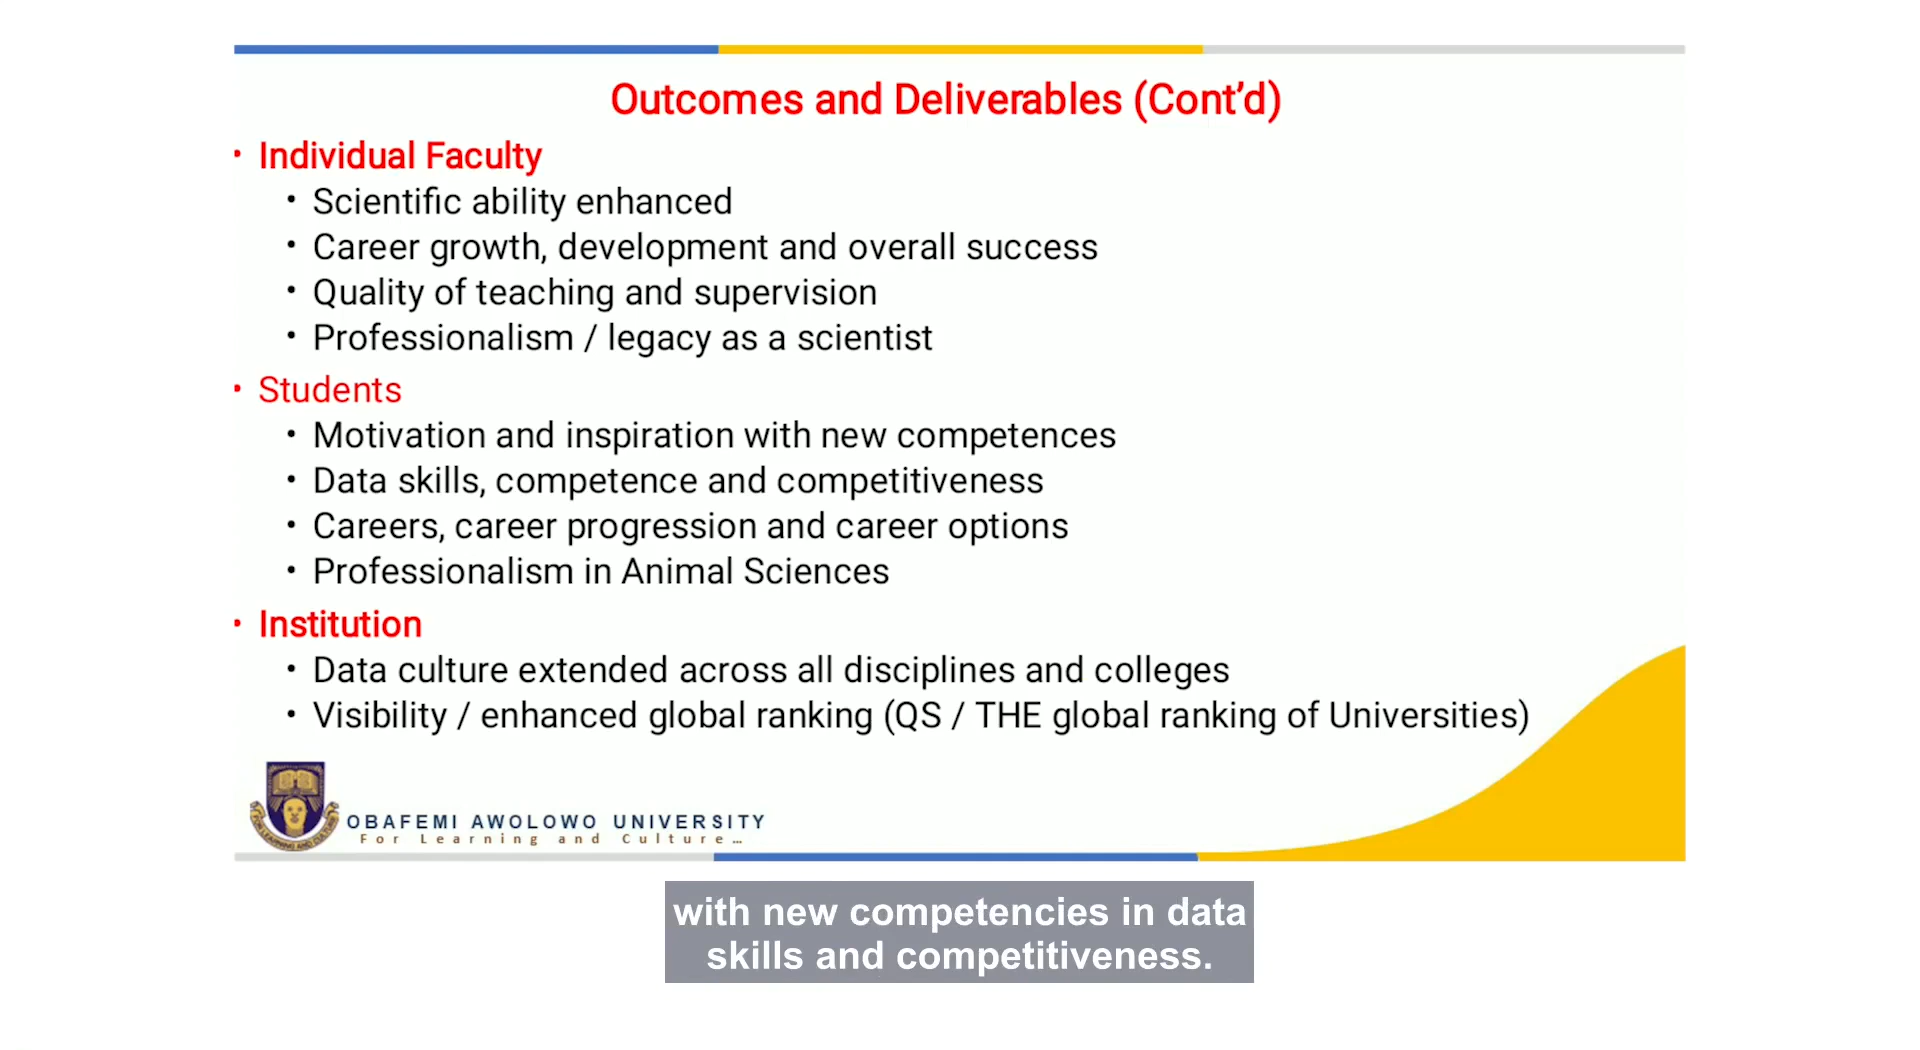 Outcomes and Deliverables (Cont’d)
• Individual Faculty
• Scientific ability enhanced
• Career growth, development and overall success
• Quality of teaching and supervision
• Professionalism / legacy as a scientist
• Students
• Motivation and inspiration with new competences
• Data skills, competence and competitiveness
• Careers, career progression and career options
• Professionalism in Animal Sciences
• Institution
• Data culture extended across all disciplines and colleges
• Visibility / enhanced global ranking (QS / THE global ranking of Universities)
FOR LEARNING AND CULTURE
OBAFEMI AWOLOWO UNIVERSITY
For Learning and Culture…
with new competencies in data
skills and competitiveness.